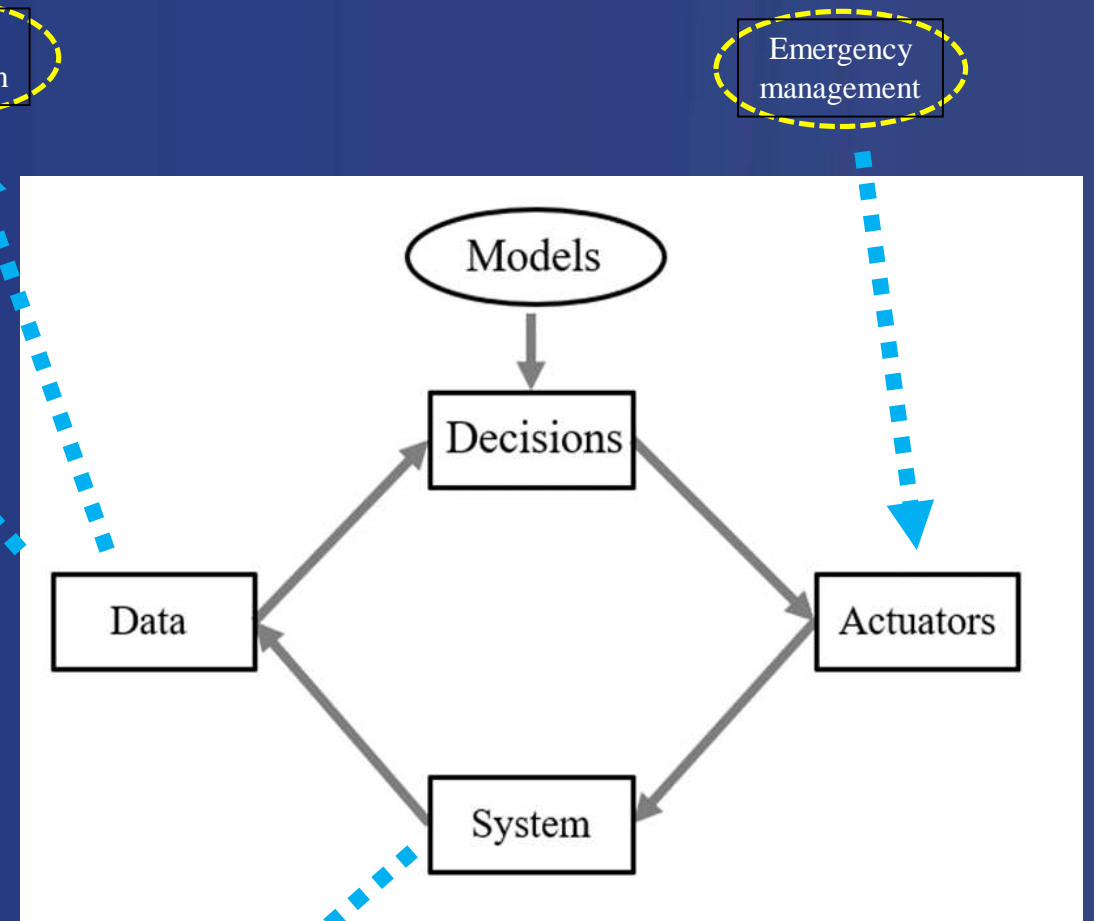 Emergency
management
Models
Decisions
Data
Actuators
System